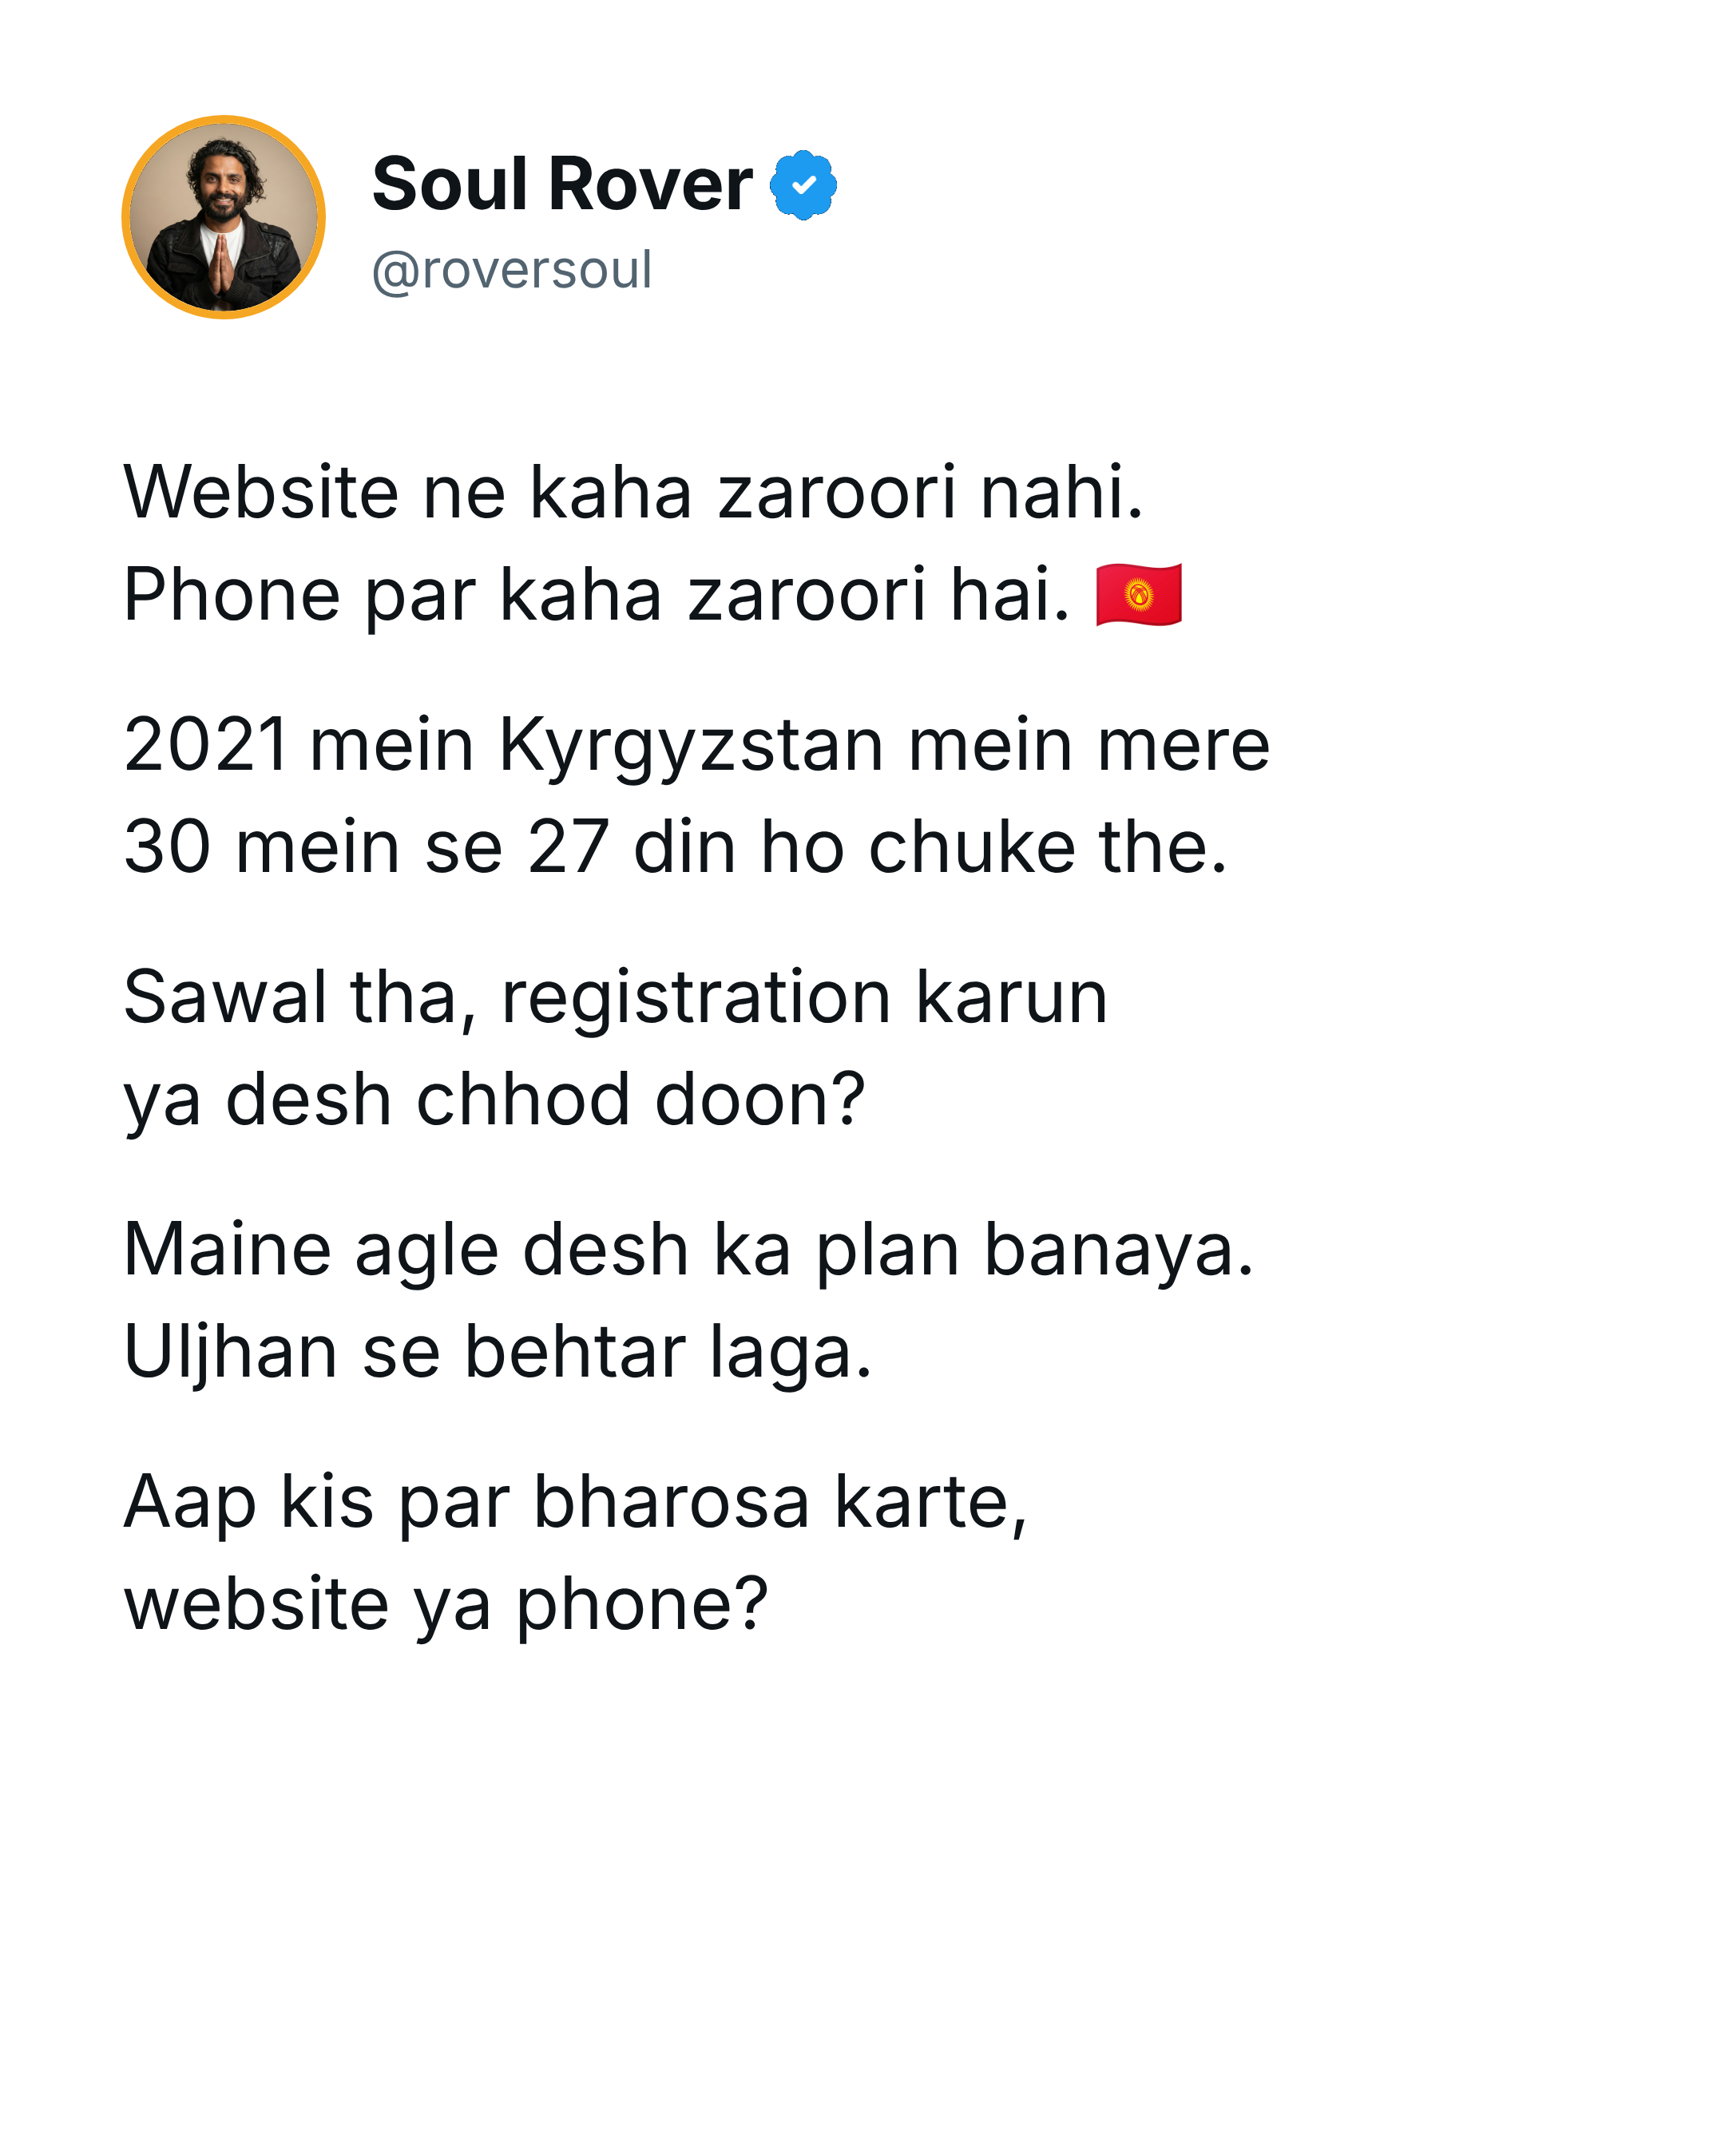 Soul Rover
@roversoul
Website ne kaha zaroori nahi.
Phone par kaha zaroori hai. 🇰🇬
2021 mein Kyrgyzstan mein mere
30 mein se 27 din ho chuke the.
Sawal tha, registration karun
ya desh chhod doon?
Maine agle desh ka plan banaya.
Uljhan se behtar laga.
Aap kis par bharosa karte,
website ya phone?